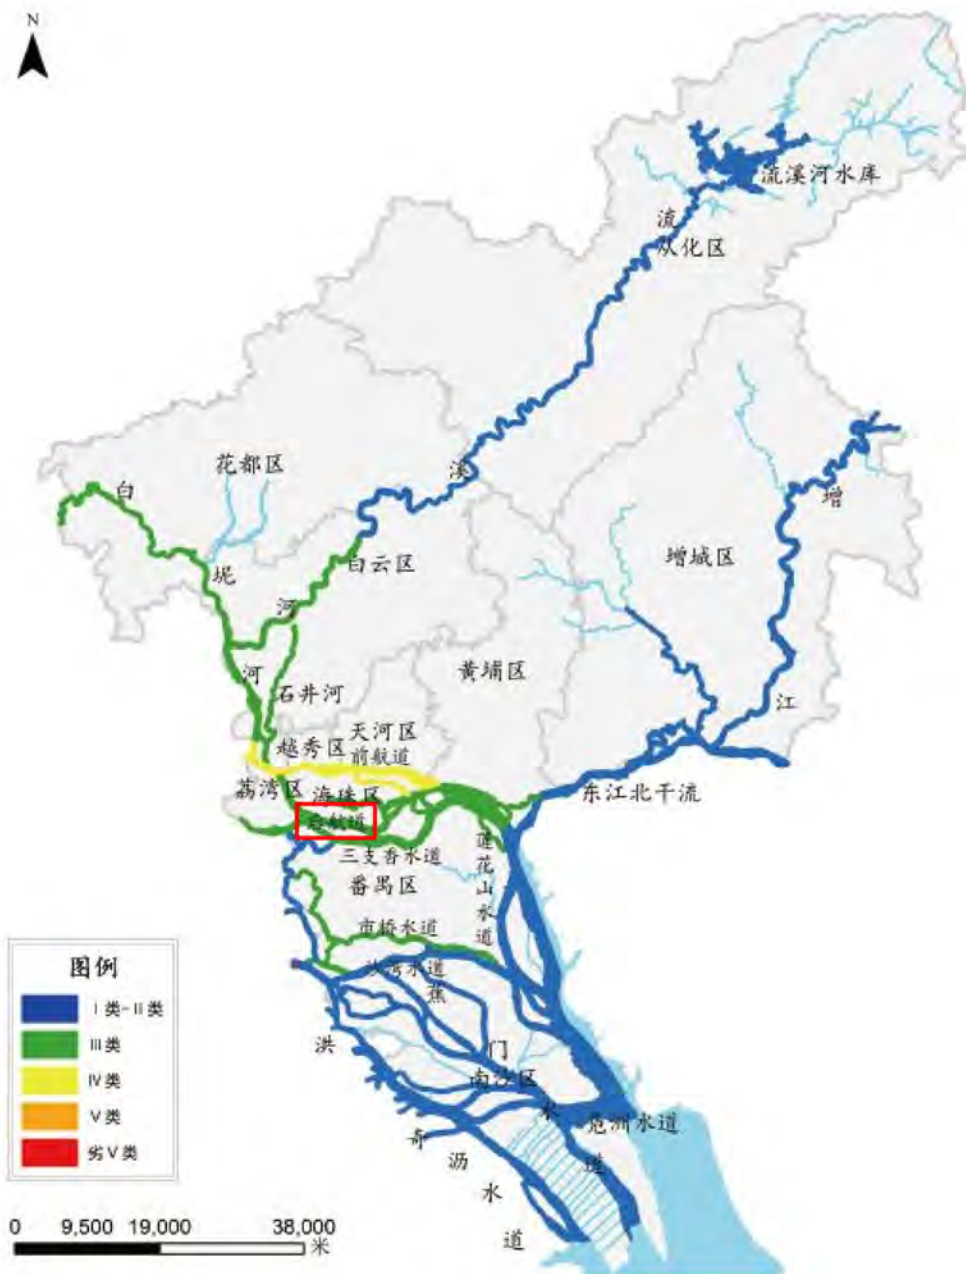 N
流溪河水库
流
从化区
溪
花都区
白
增
坭
白云区
增城区
河
河
石井河
黄埔区
江
天河区
越秀区
前航道
荔湾区
海珠区
东江北干流
后航道
三支香水道
莲花山水道
番禺区
市桥水道
沙湾水道
蕉
门
洪
南沙区
水
凫洲水道
奇
道
沥
水
道
图例
I类-II类
III类
IV类
V类
劣V类
0 9,500 19,000 38,000
米